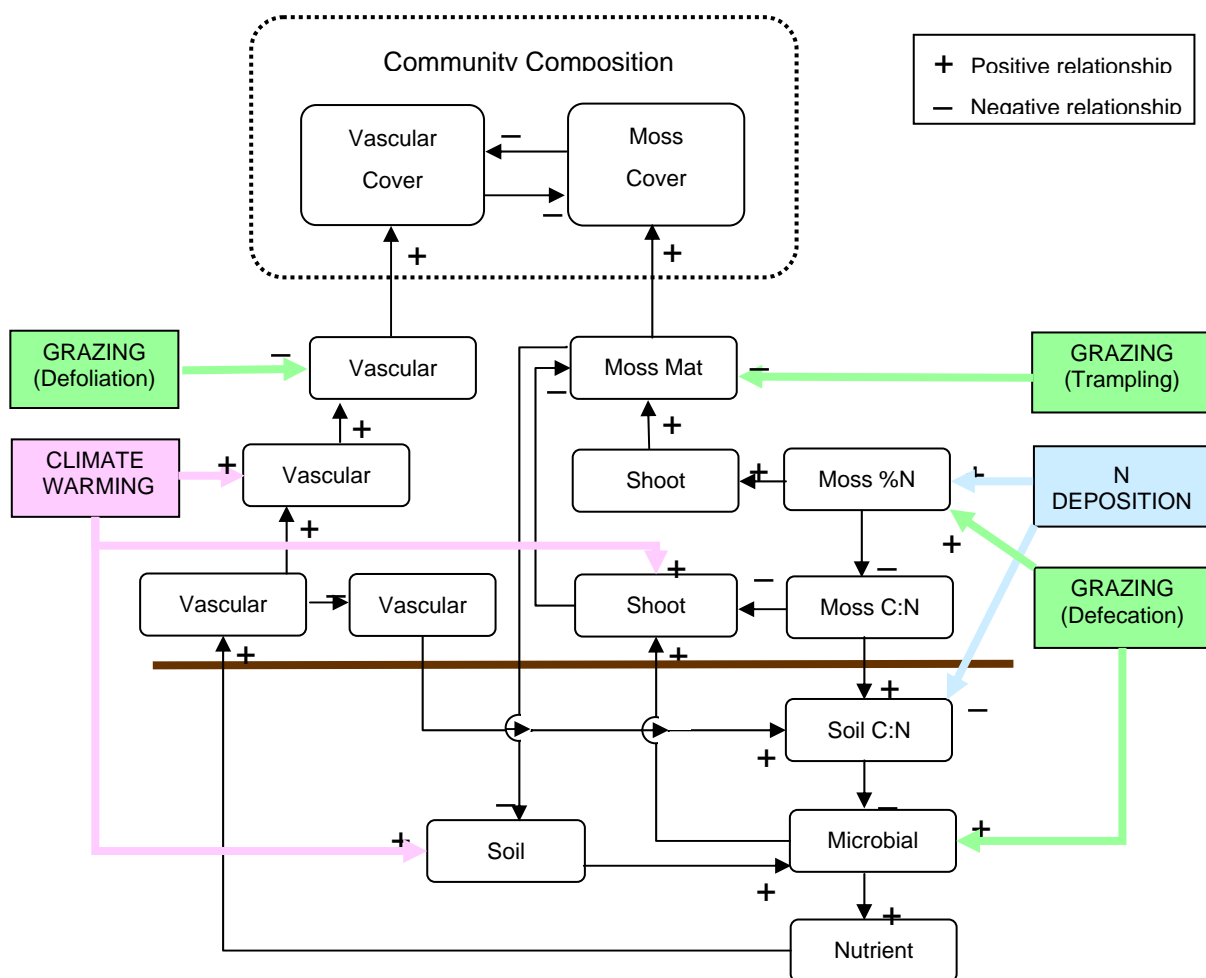 Community Composition
+ Positive relationship
− Negative relationship
Vascular
Cover
−
Moss
Cover
−
+
+
GRAZING
(Defoliation)
−
Vascular
Moss Mat
−
−
GRAZING
(Trampling)
+
+
CLIMATE
WARMING
+
Vascular
Shoot
+
Moss %N
+
N
DEPOSITION
+
+
Vascular
−
Vascular
+
Shoot
−
−
Moss C:N
GRAZING
(Defecation)
+
+
+
Soil C:N
−
+
−
−
+
Soil
Microbial
+
+
+
Nutrient